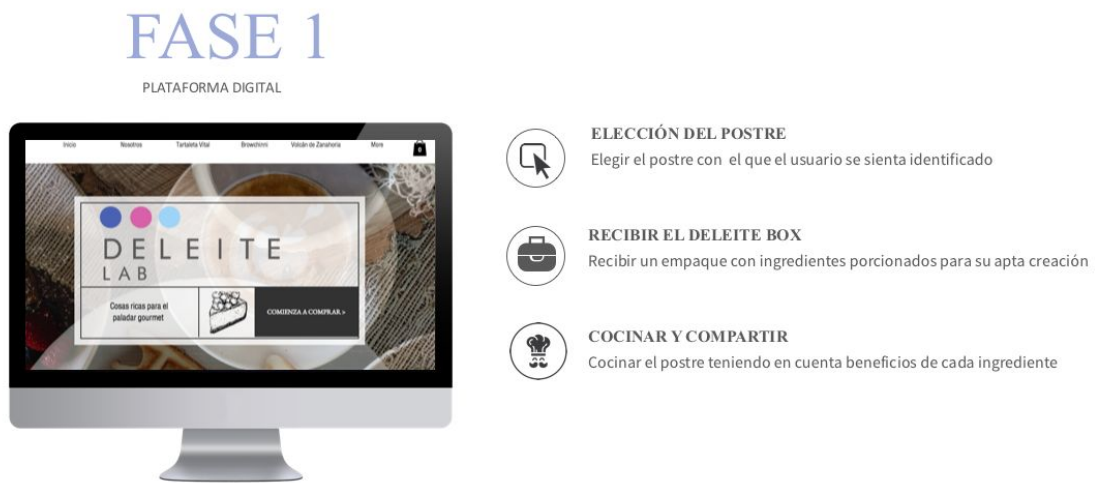 FASE 1
PLATAFORMA DIGITAL
Inicio Nosotros Tartaleta Vital Browchinni Volcán de Zanahoria More
0
DELEITE
LAB
Cosas ricas para el
paladar gourmet
COMIENZA A COMPRAR >
ELECCIÓN DEL POSTRE
Elegir el postre con el que el usuario se sienta identificado
RECIBIR EL DELEITE BOX
Recibir un empaque con ingredientes porcionados para su apta creación
COCINAR Y COMPARTIR
Cocinar el postre teniendo en cuenta beneficios de cada ingrediente